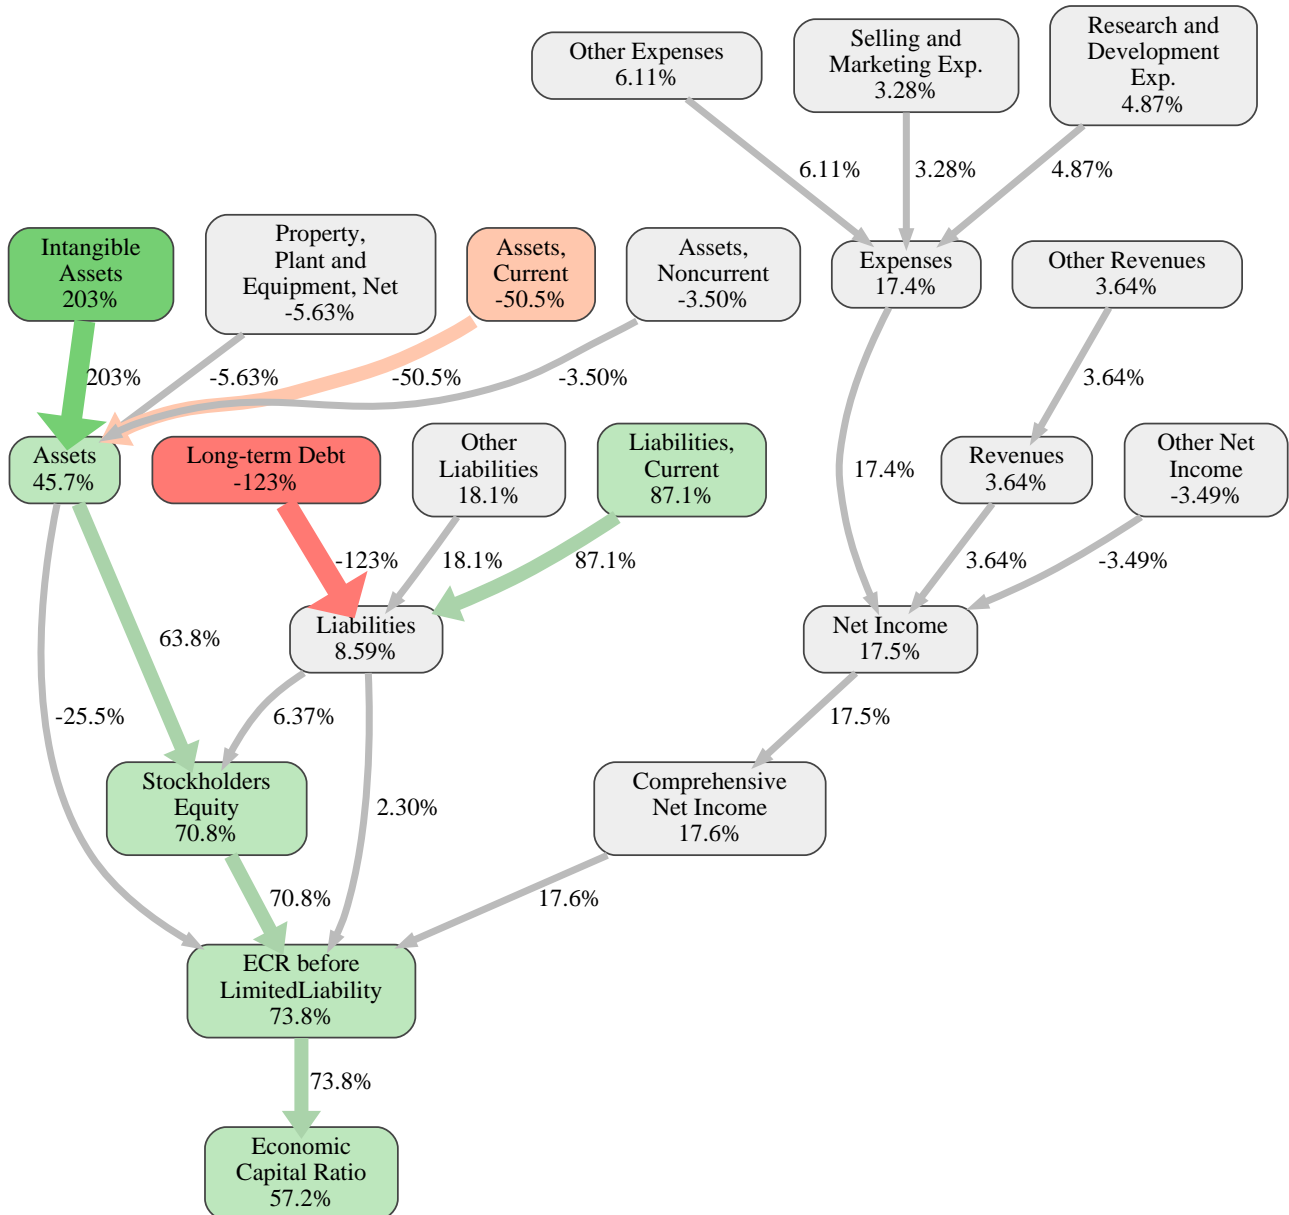 Other Expenses
6.11%
Selling and
Marketing Exp.
3.28%
Research and
Development
Exp.
4.87%
6.11%
3.28%
4.87%
Intangible
Assets
203%
Property,
Plant and
Equipment, Net
-5.63%
Assets,
Current
-50.5%
Assets,
Noncurrent
-3.50%
Expenses
17.4%
Other Revenues
3.64%
203%
-5.63%
-50.5%
-3.50%
3.64%
Assets
45.7%
Long-term Debt
-123%
Other
Liabilities
18.1%
Liabilities,
Current
87.1%
17.4%
Revenues
3.64%
Other Net
Income
-3.49%
-123%
18.1%
87.1%
3.64%
-3.49%
63.8%
Liabilities
8.59%
Net Income
17.5%
-25.5%
6.37%
17.5%
Stockholders
Equity
70.8%
2.30%
Comprehensive
Net Income
17.6%
70.8%
17.6%
ECR before
LimitedLiability
73.8%
73.8%
Economic
Capital Ratio
57.2%